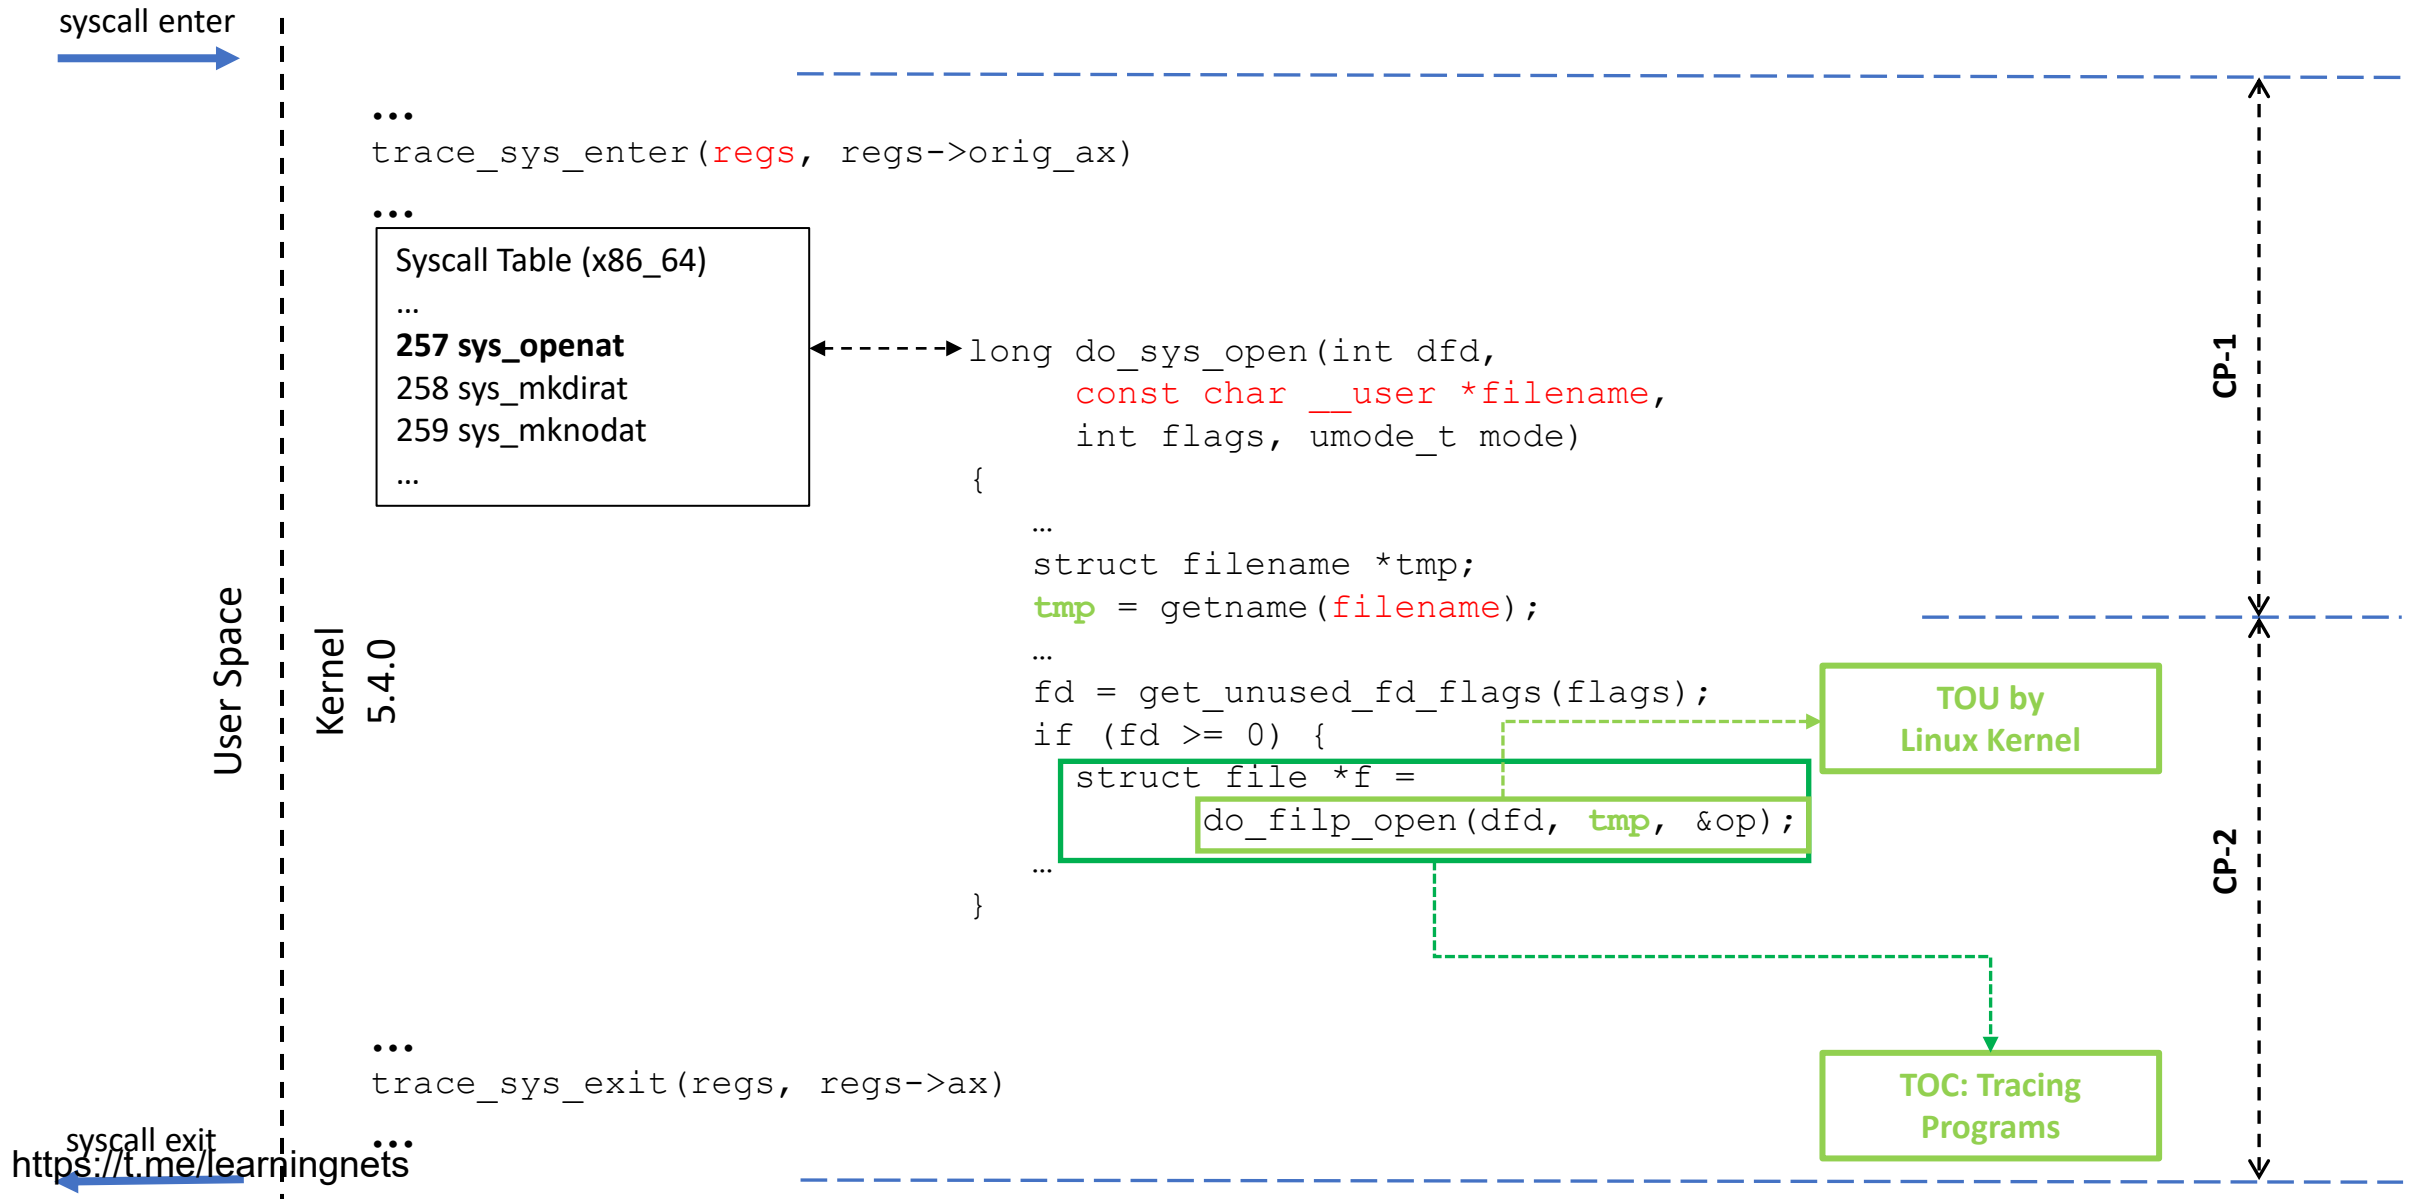 syscall enter
...
trace_sys_enter(regs, regs->orig_ax)
...
Syscall Table (x86_64)
...
257 sys_openat
258 sys_mkdirat
259 sys_mknodat
...
long do_sys_open(int dfd,
const char __user *filename,
int flags, umode_t mode)
{
...
struct filename *tmp;
tmp = getname(filename);
...
fd = get_unused_fd_flags(flags);
if (fd >= 0) {
struct file *f =
do_filp_open(dfd, tmp, &op);
...
}
User Space
Kernel
5.4.0
CP-1
CP-2
TOU by
Linux Kernel
TOC: Tracing
Programs
...
trace_sys_exit(regs, regs->ax)
...
syscall exit
https://t.me/learningnets